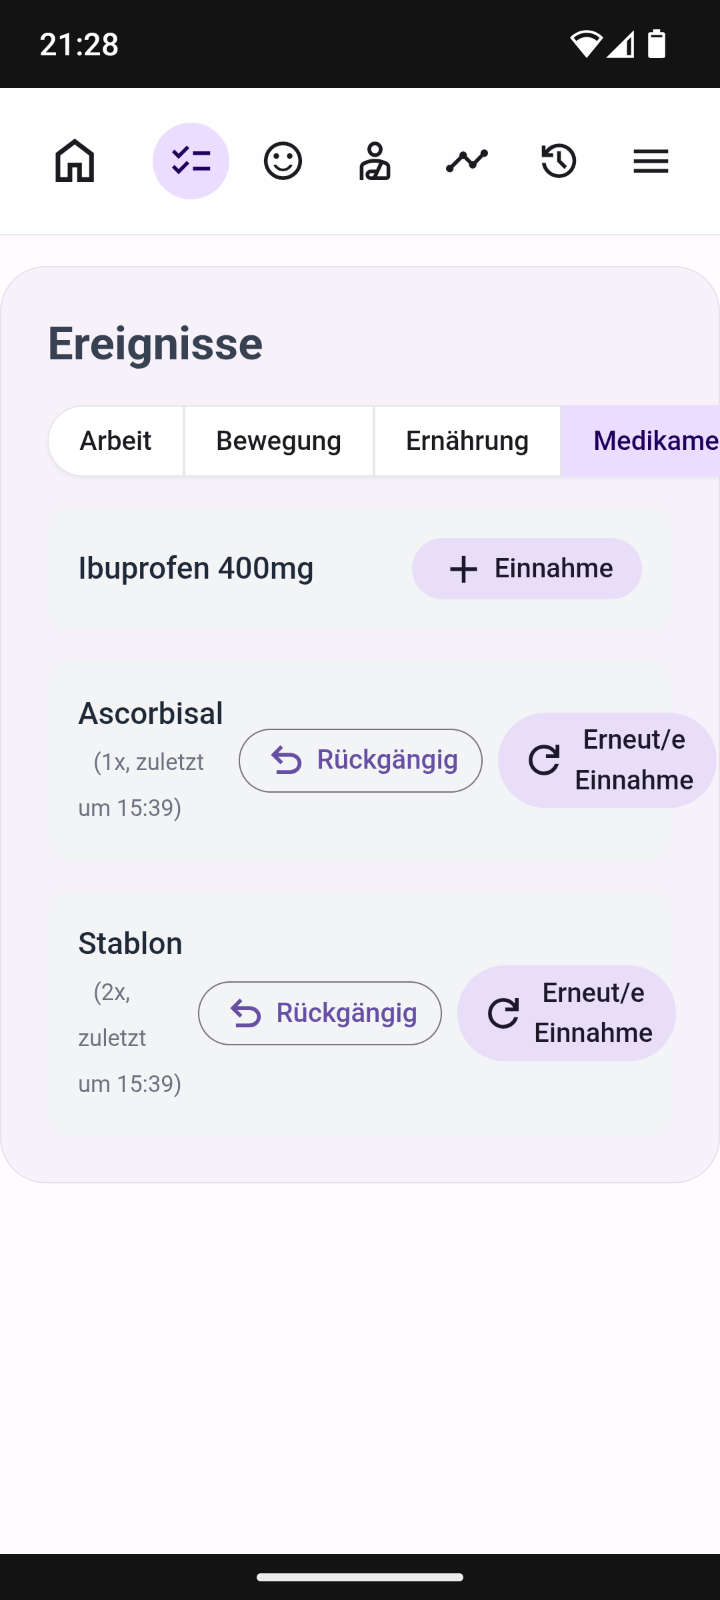 21:28
Ereignisse
Arbeit
Bewegung
Ernährung
Medikame
Ibuprofen 400mg
Einnahme
Ascorbisal
(1x, zuletzt
um 15:39)
Rückgängig
Erneut/e
Einnahme
Stablon
(2x,
zuletzt
um 15:39)
Rückgängig
Erneut/e
Einnahme